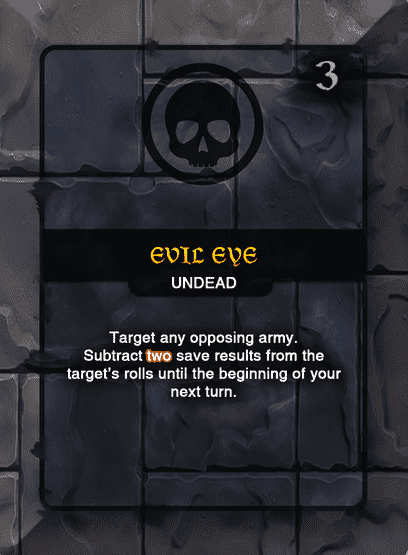 3
EVIL EYE
UNDEAD
Target any opposing army.
Subtract two save results from the
target's rolls until the beginning of your
next turn.